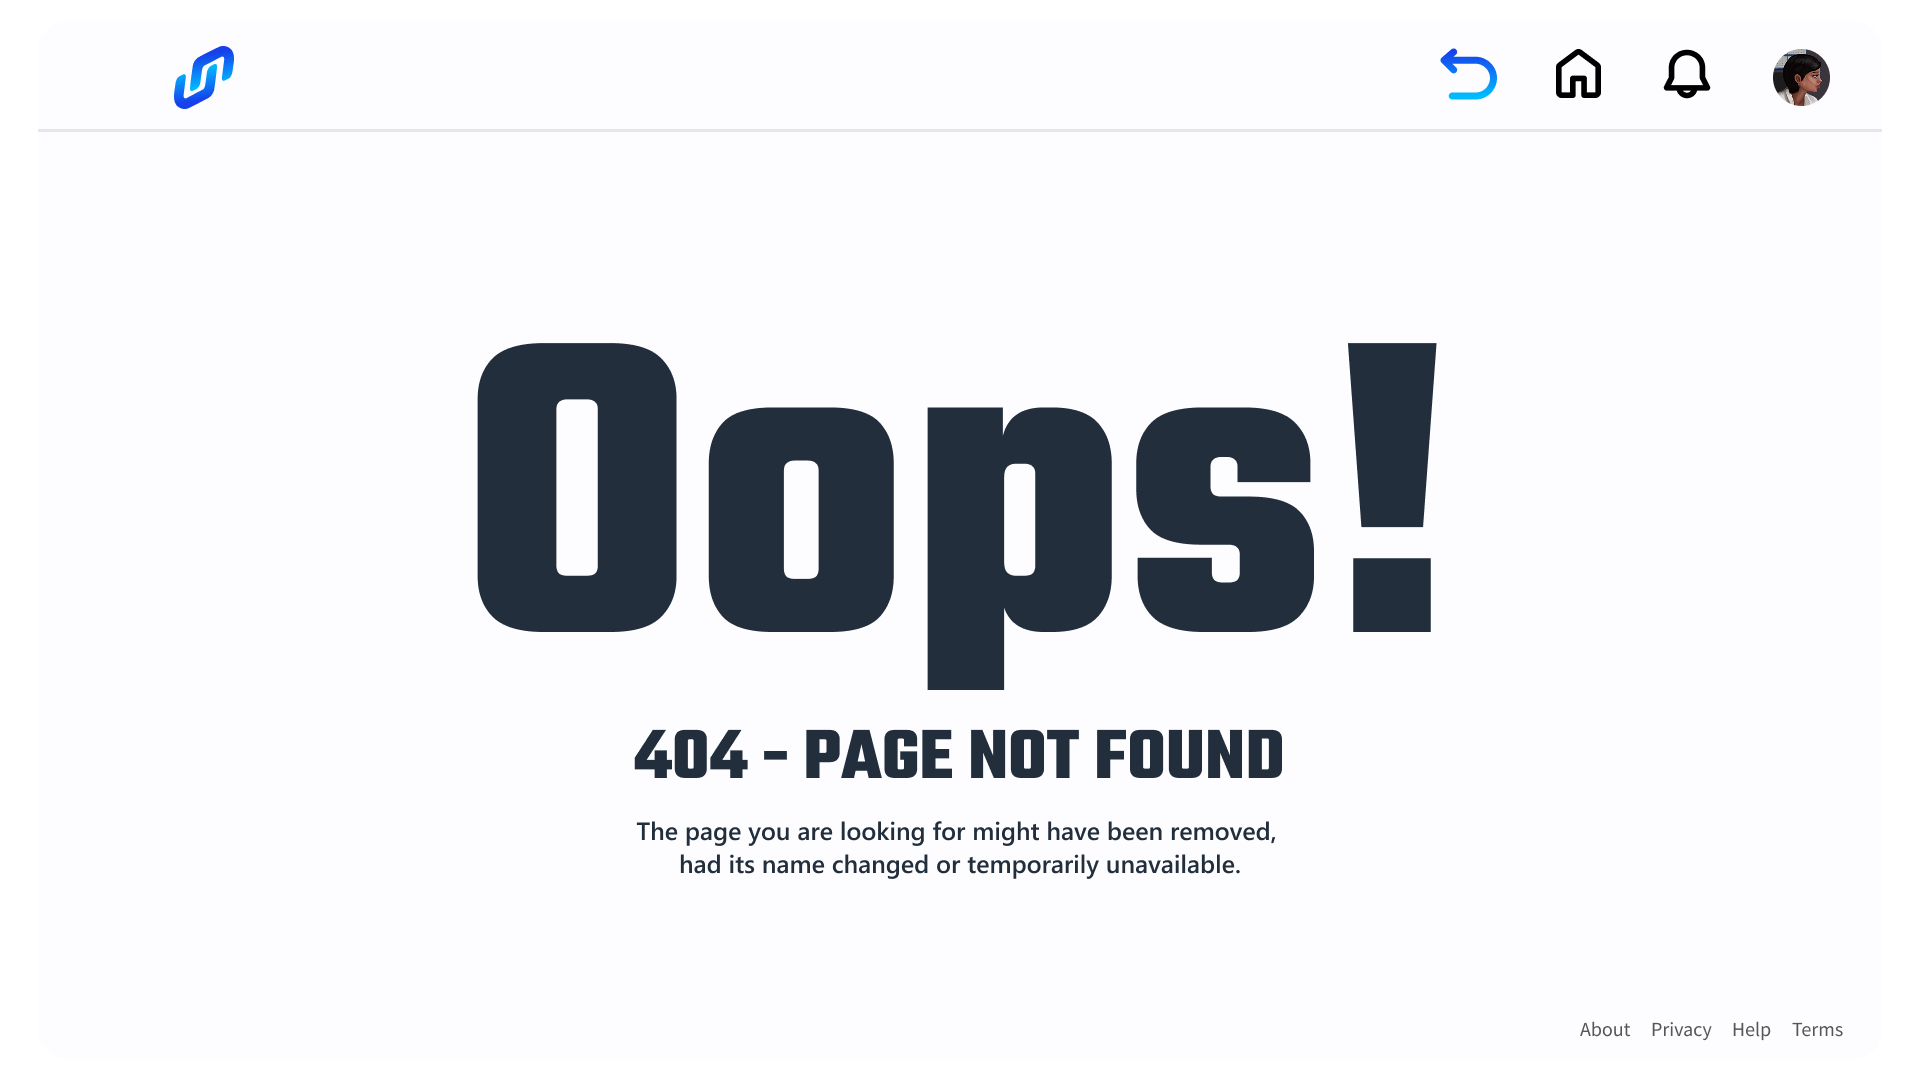 Oops!
404 - PAGE NOT FOUND
The page you are looking for might have been removed,
had its name changed or temporarily unavailable.
About Privacy Help Terms